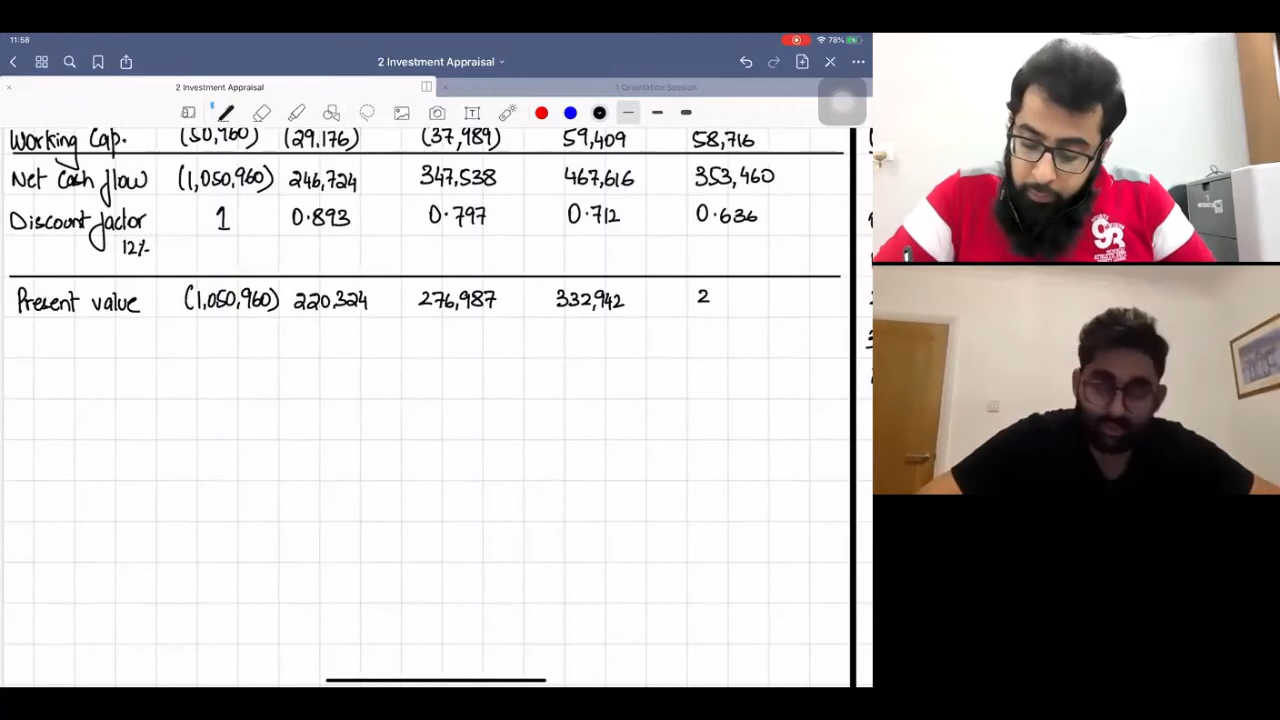 11:58
78%
2 Investment Appraisal
2 Investment Appraisal
1 Orientation Session
Working Cap. (50,960) (29,176) (37,989) 59,409 58,716
Net Cash flow (1,050,960) 246,724 347,538 467,616 353,460
Discount factor 1 0.893 0.797 0.712 0.636
12%
Present value (1,050,960) 220,324 276,987 332,942 2